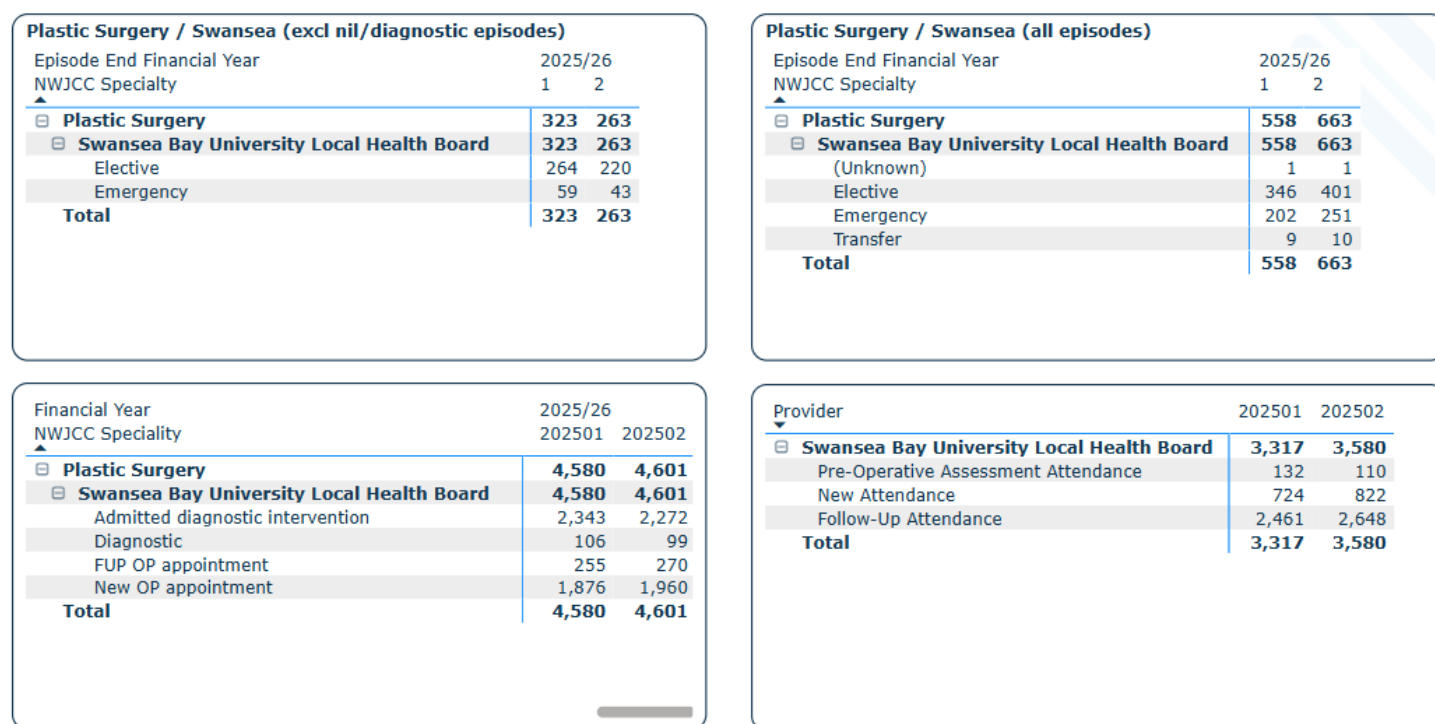 Plastic Surgery / Swansea (excl nil/diagnostic episodes)
Episode End Financial Year 2025/26
NWJCC Specialty 1 2
Plastic Surgery 323 263
Swansea Bay University Local Health Board 323 263
Elective 264 220
Emergency 59 43
Total 323 263
Plastic Surgery / Swansea (all episodes)
Episode End Financial Year 2025/26
NWJCC Specialty 1 2
Plastic Surgery 558 663
Swansea Bay University Local Health Board 558 663
(Unknown) 1 1
Elective 346 401
Emergency 202 251
Transfer 9 10
Total 558 663
Financial Year 2025/26
NWJCC Speciality 202501 202502
Plastic Surgery 4,580 4,601
Swansea Bay University Local Health Board 4,580 4,601
Admitted diagnostic intervention 2,343 2,272
Diagnostic 106 99
FUP OP appointment 255 270
New OP appointment 1,876 1,960
Total 4,580 4,601
Provider 202501 202502
Swansea Bay University Local Health Board 3,317 3,580
Pre-Operative Assessment Attendance 132 110
New Attendance 724 822
Follow-Up Attendance 2,461 2,648
Total 3,317 3,580